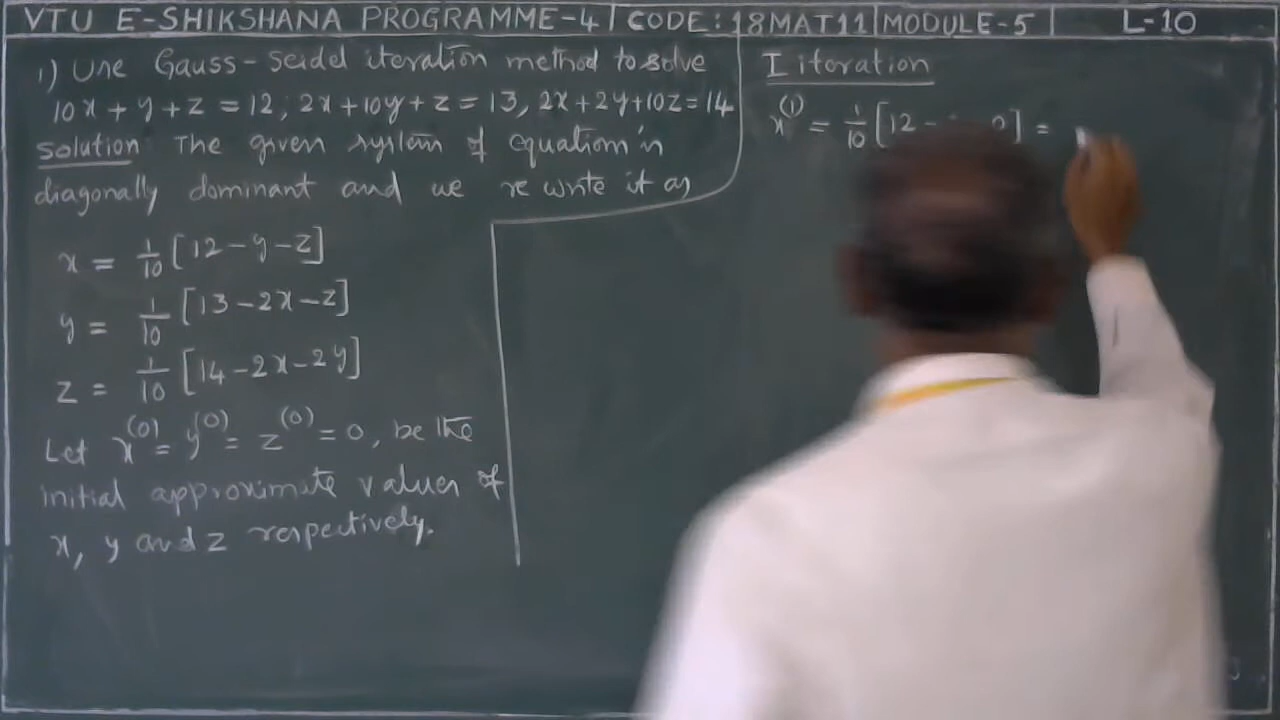 VTU E-SHIKSHANA PROGRAMME-4 | CODE: 18MAT11 | MODULE-5 | L-10
1) Use Gauss-Seidel iteration method to solve
10x + y + z = 12; 2x + 10y + z = 13, 2x + 2y + 10z = 14
Solution The given system of equation is
diagonally dominant and we re write it as
x = 1/10 [12 - y - z]
y = 1/10 [13 - 2x - z]
z = 1/10 [14 - 2x - 2y]
Let x^(0) = y^(0) = z^(0) = 0, be the
initial approximate values of
x, y and z respectively.
I iteration
x^(1) = 1/10 [12 - 0] =